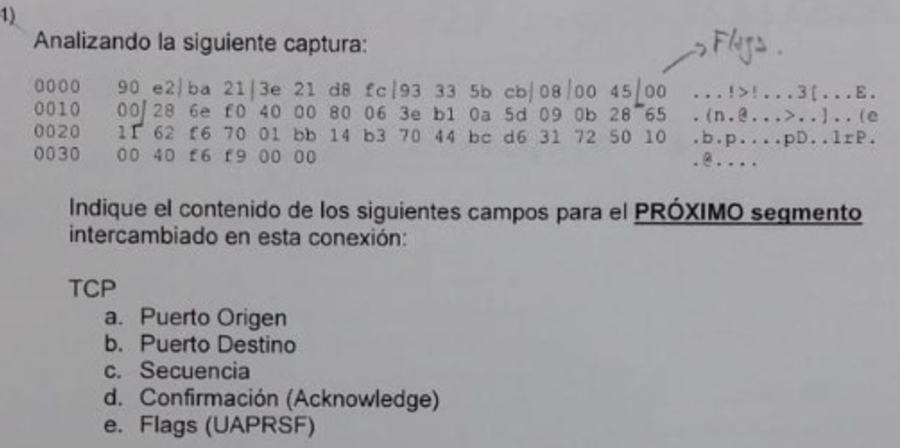 1)
Analizando la siguiente captura:
Flags.
0000 90 e2 ba 21 3e 21 d8 fc 93 33 5b cb 08 00 45 00 ...!>!...3[...E.
0010 00 28 6e f0 40 00 80 06 3e b1 0a 5d 09 0b 28 65 .(n.@...>..]..(e
0020 1f 62 f6 70 01 bb 14 b3 70 44 bc d6 31 72 50 10 .b.p....pD..1rP.
0030 00 40 f6 f9 00 00 .@....
Indique el contenido de los siguientes campos para el PRÓXIMO segmento
intercambiado en esta conexión:
TCP
a. Puerto Origen
b. Puerto Destino
c. Secuencia
d. Confirmación (Acknowledge)
e. Flags (UAPRSF)